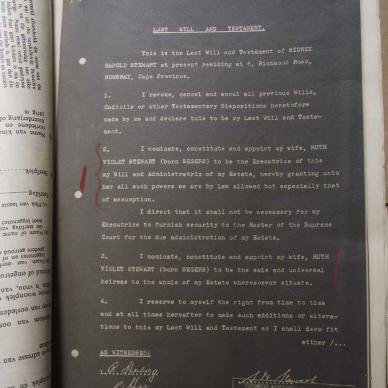 LAST WILL AND TESTAMENT.
This is the Last Will and Testament of SIDNEY
HAROLD STEWART at present residing at 6, Richmond Road,
MOWBRAY, Cape Province.
1. I revoke, cancel and annul all previous Wills,
Codicils or other Testamentary Dispositions heretofore
made by me and declare this to be my Last Will and Testa-
ment.
2. I nominate, constitute and appoint my wife, RUTH
VIOLET STEWART (born SEGERS) to be the Executrice of this
my Will and Administratrix of my Estate, hereby granting unto
her all such powers as are by law allowed but especially that
of assumption.
I direct that it shall not be necessary for my
Executrice to furnish security to the Master of the Supreme
Court for the due administration of my Estate.
3. I nominate, constitute and appoint my wife, RUTH
VIOLET STEWART (born SEGERS) to be the sole and universal
heiress to the whole of my Estate wheresoever situate.
4. I reserve to myself the right from time to time
and at all times hereafter to make such additions or altera-
tions to this my Last Will and Testament as I shall deem fit
either /...
AS WITNESSES:
1.
Stewart